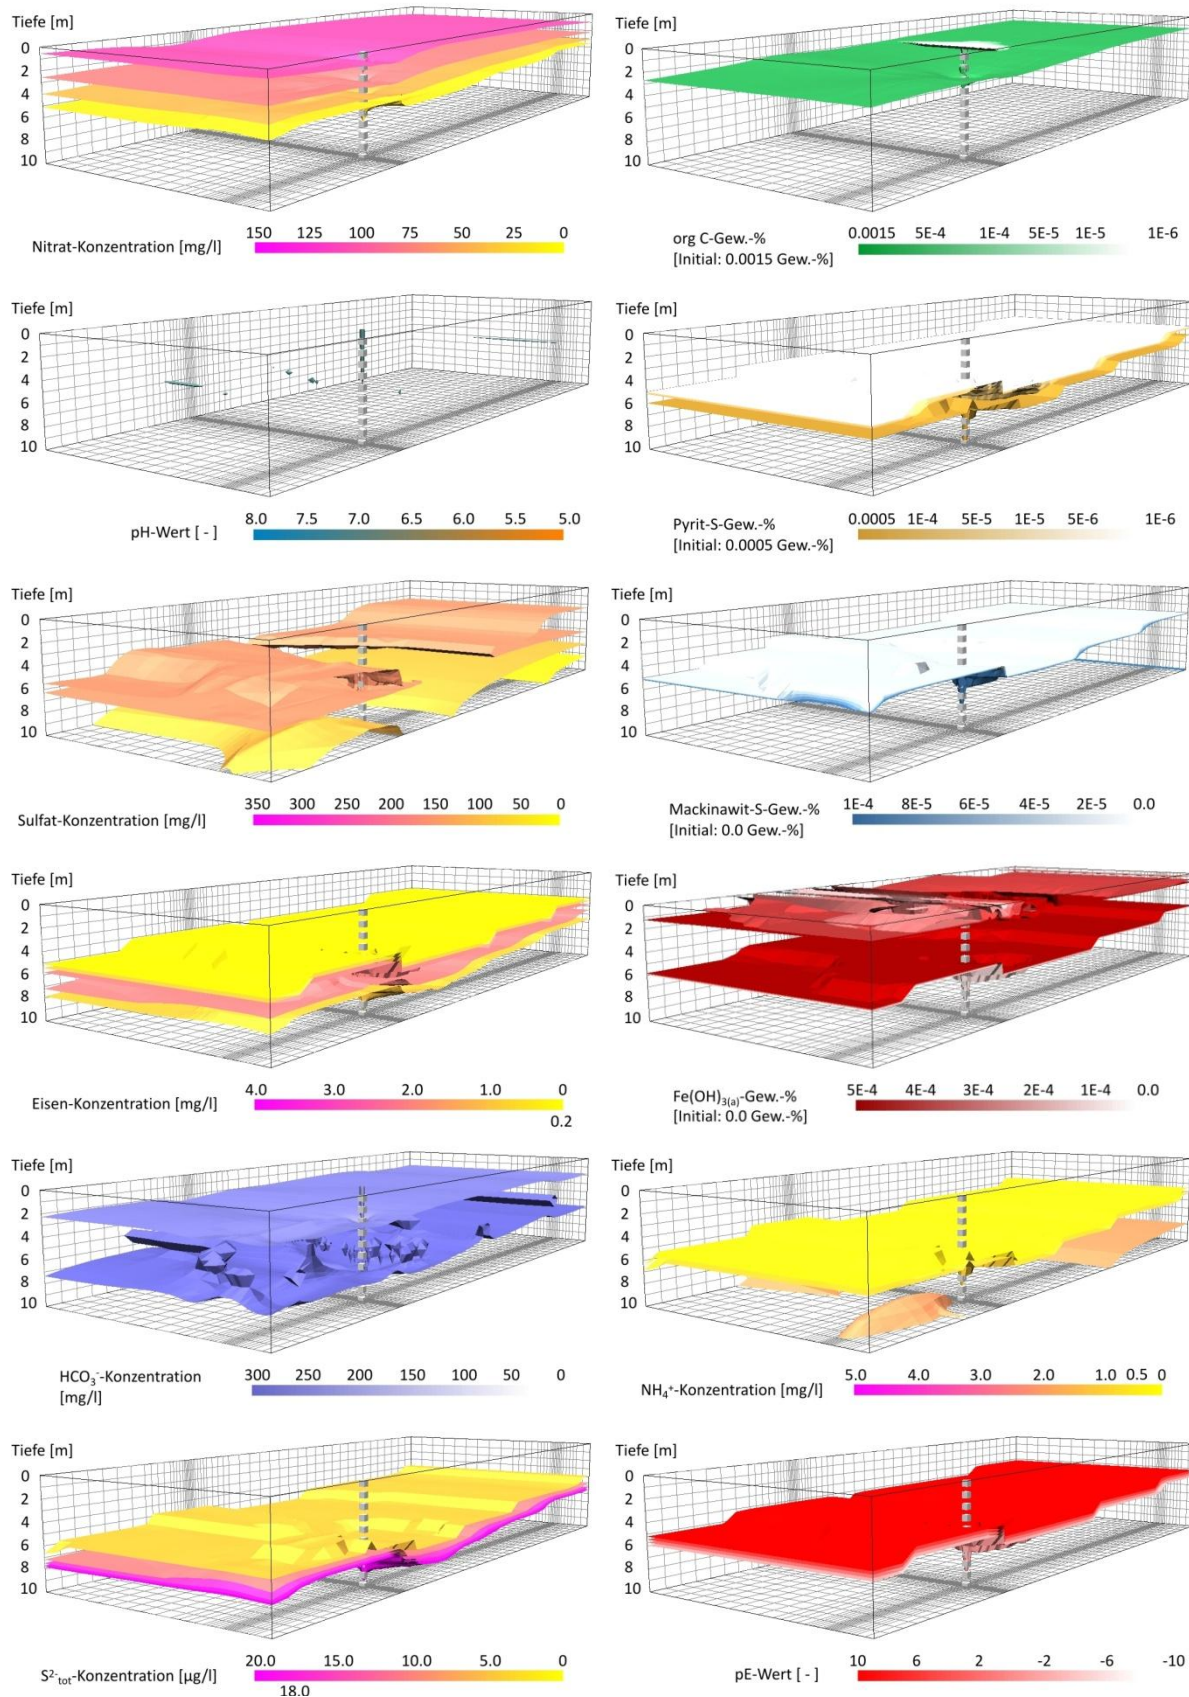 Tiefe [m]
0
2
4
6
8
10
Nitrat-Konzentration [mg/l]
150 125 100 75 50 25 0
Tiefe [m]
0
2
4
6
8
10
org C-Gew.-%
[Initial: 0.0015 Gew.-%]
0.0015 5E-4 1E-4 5E-5 1E-5 1E-6
Tiefe [m]
0
2
4
6
8
10
pH-Wert [ - ]
8.0 7.5 7.0 6.5 6.0 5.5 5.0
Tiefe [m]
0
2
4
6
8
10
Pyrit-S-Gew.-%
[Initial: 0.0005 Gew.-%]
0.0005 1E-4 5E-5 1E-5 5E-6 1E-6
Tiefe [m]
0
2
4
6
8
10
Sulfat-Konzentration [mg/l]
350 300 250 200 150 100 50 0
Tiefe [m]
0
2
4
6
8
10
Mackinawit-S-Gew.-%
[Initial: 0.0 Gew.-%]
1E-4 8E-5 6E-5 4E-5 2E-5 0.0
Tiefe [m]
0
2
4
6
8
10
Eisen-Konzentration [mg/l]
4.0 3.0 2.0 1.0 0
0.2
Tiefe [m]
0
2
4
6
8
10
Fe(OH)₃₍ₐ₎-Gew.-%
[Initial: 0.0 Gew.-%]
5E-4 4E-4 3E-4 2E-4 1E-4 0.0
Tiefe [m]
0
2
4
6
8
10
HCO₃⁻-Konzentration
[mg/l]
300 250 200 150 100 50 0
Tiefe [m]
0
2
4
6
8
10
NH₄⁺-Konzentration [mg/l]
5.0 4.0 3.0 2.0 1.0 0.5 0
Tiefe [m]
0
2
4
6
8
10
S²⁻tot-Konzentration [µg/l]
20.0 15.0 10.0 5.0 0
18.0
Tiefe [m]
0
2
4
6
8
10
pE-Wert [ - ]
10 6 2 -2 -6 -10